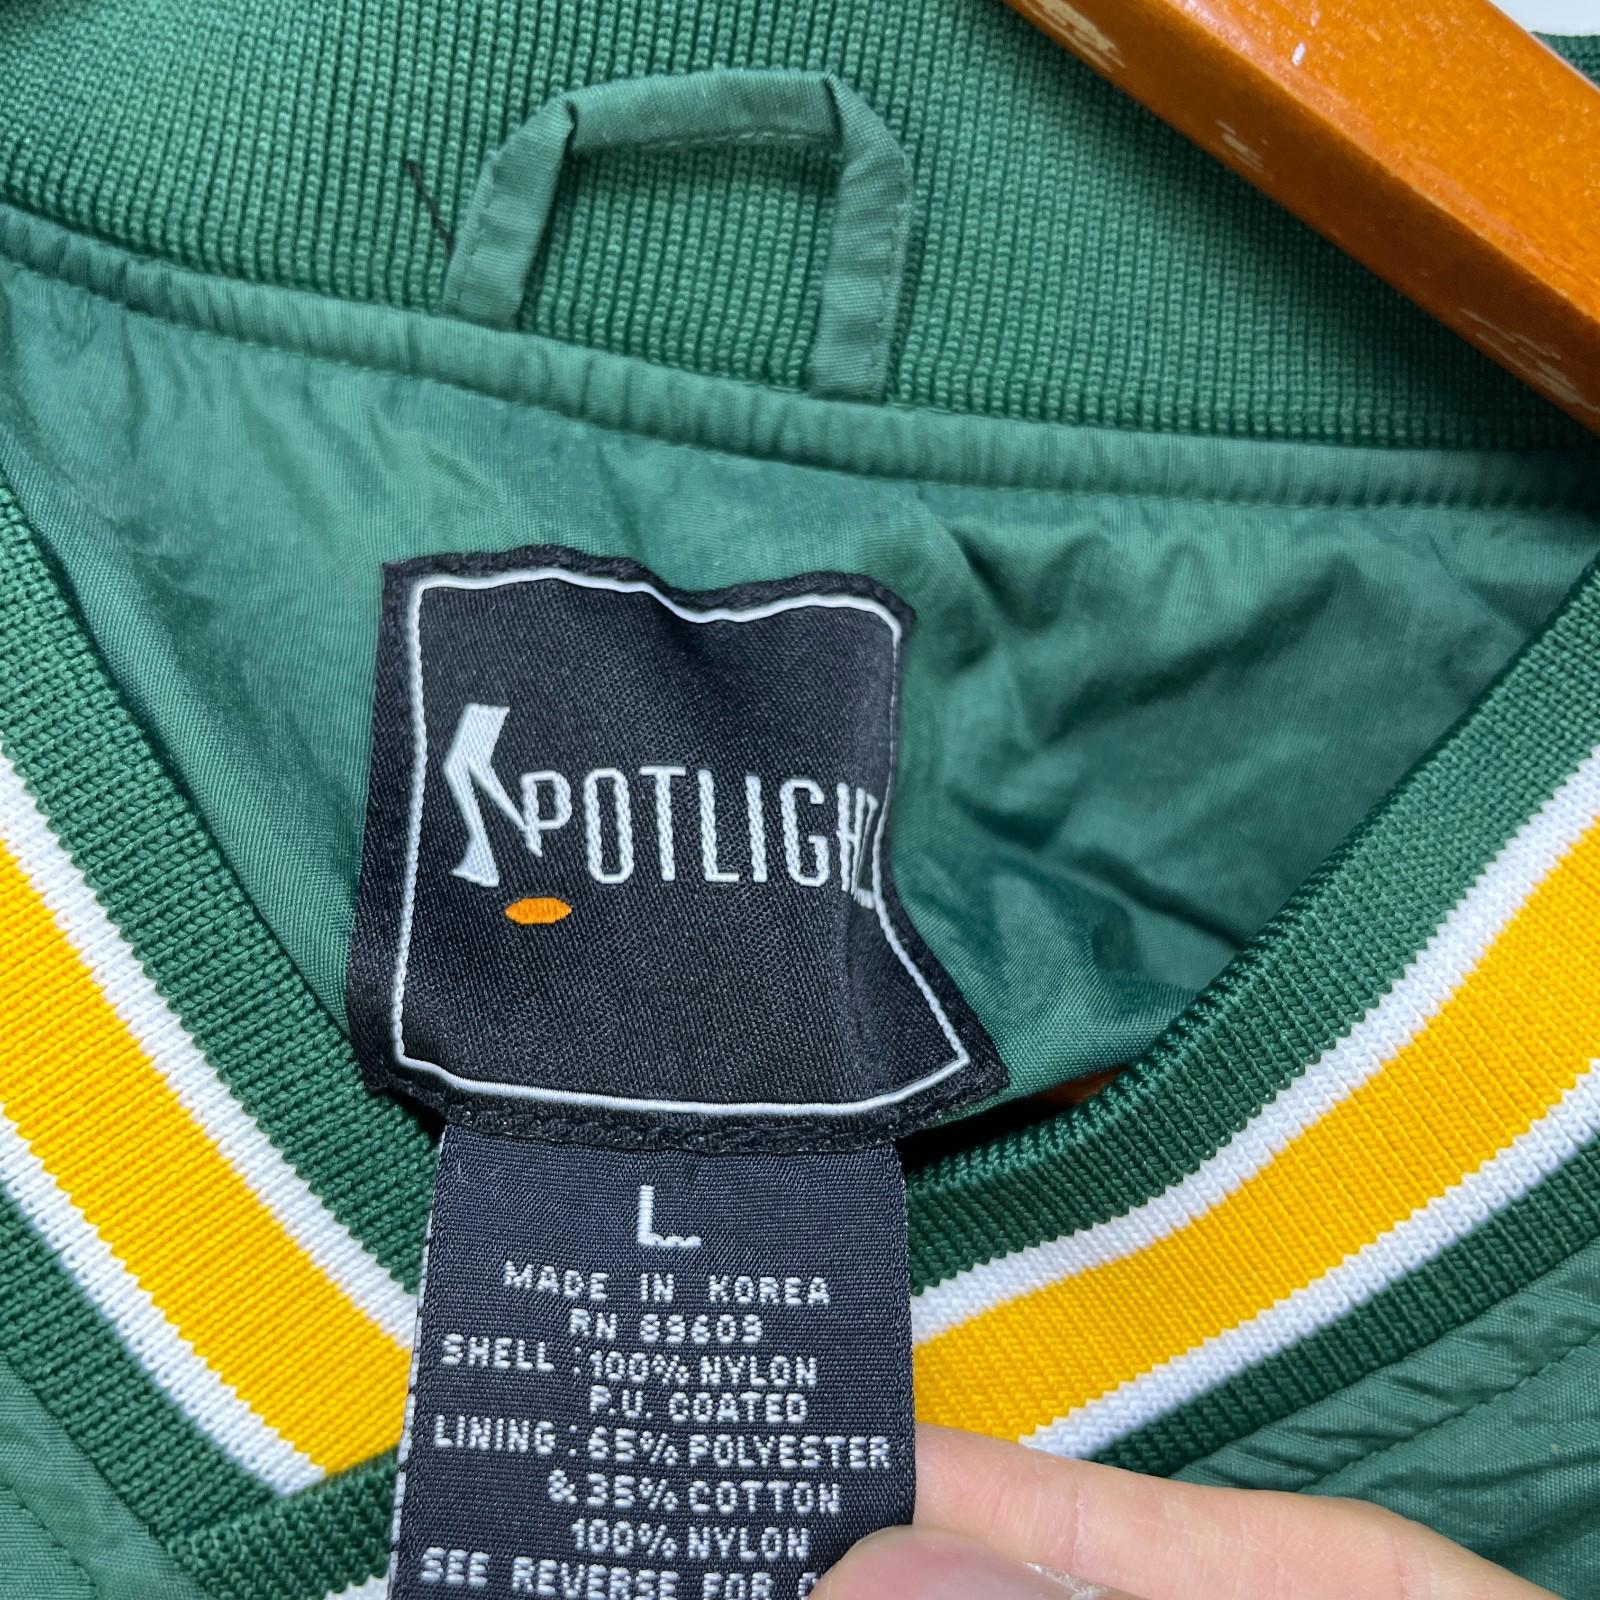 SPOTLIGHT
L
MADE IN KOREA
RN 69609
SHELL : 100% NYLON
P.U. COATED
LINING : 65% POLYESTER
& 35% COTTON
100% NYLON
SEE REVERSE FOR